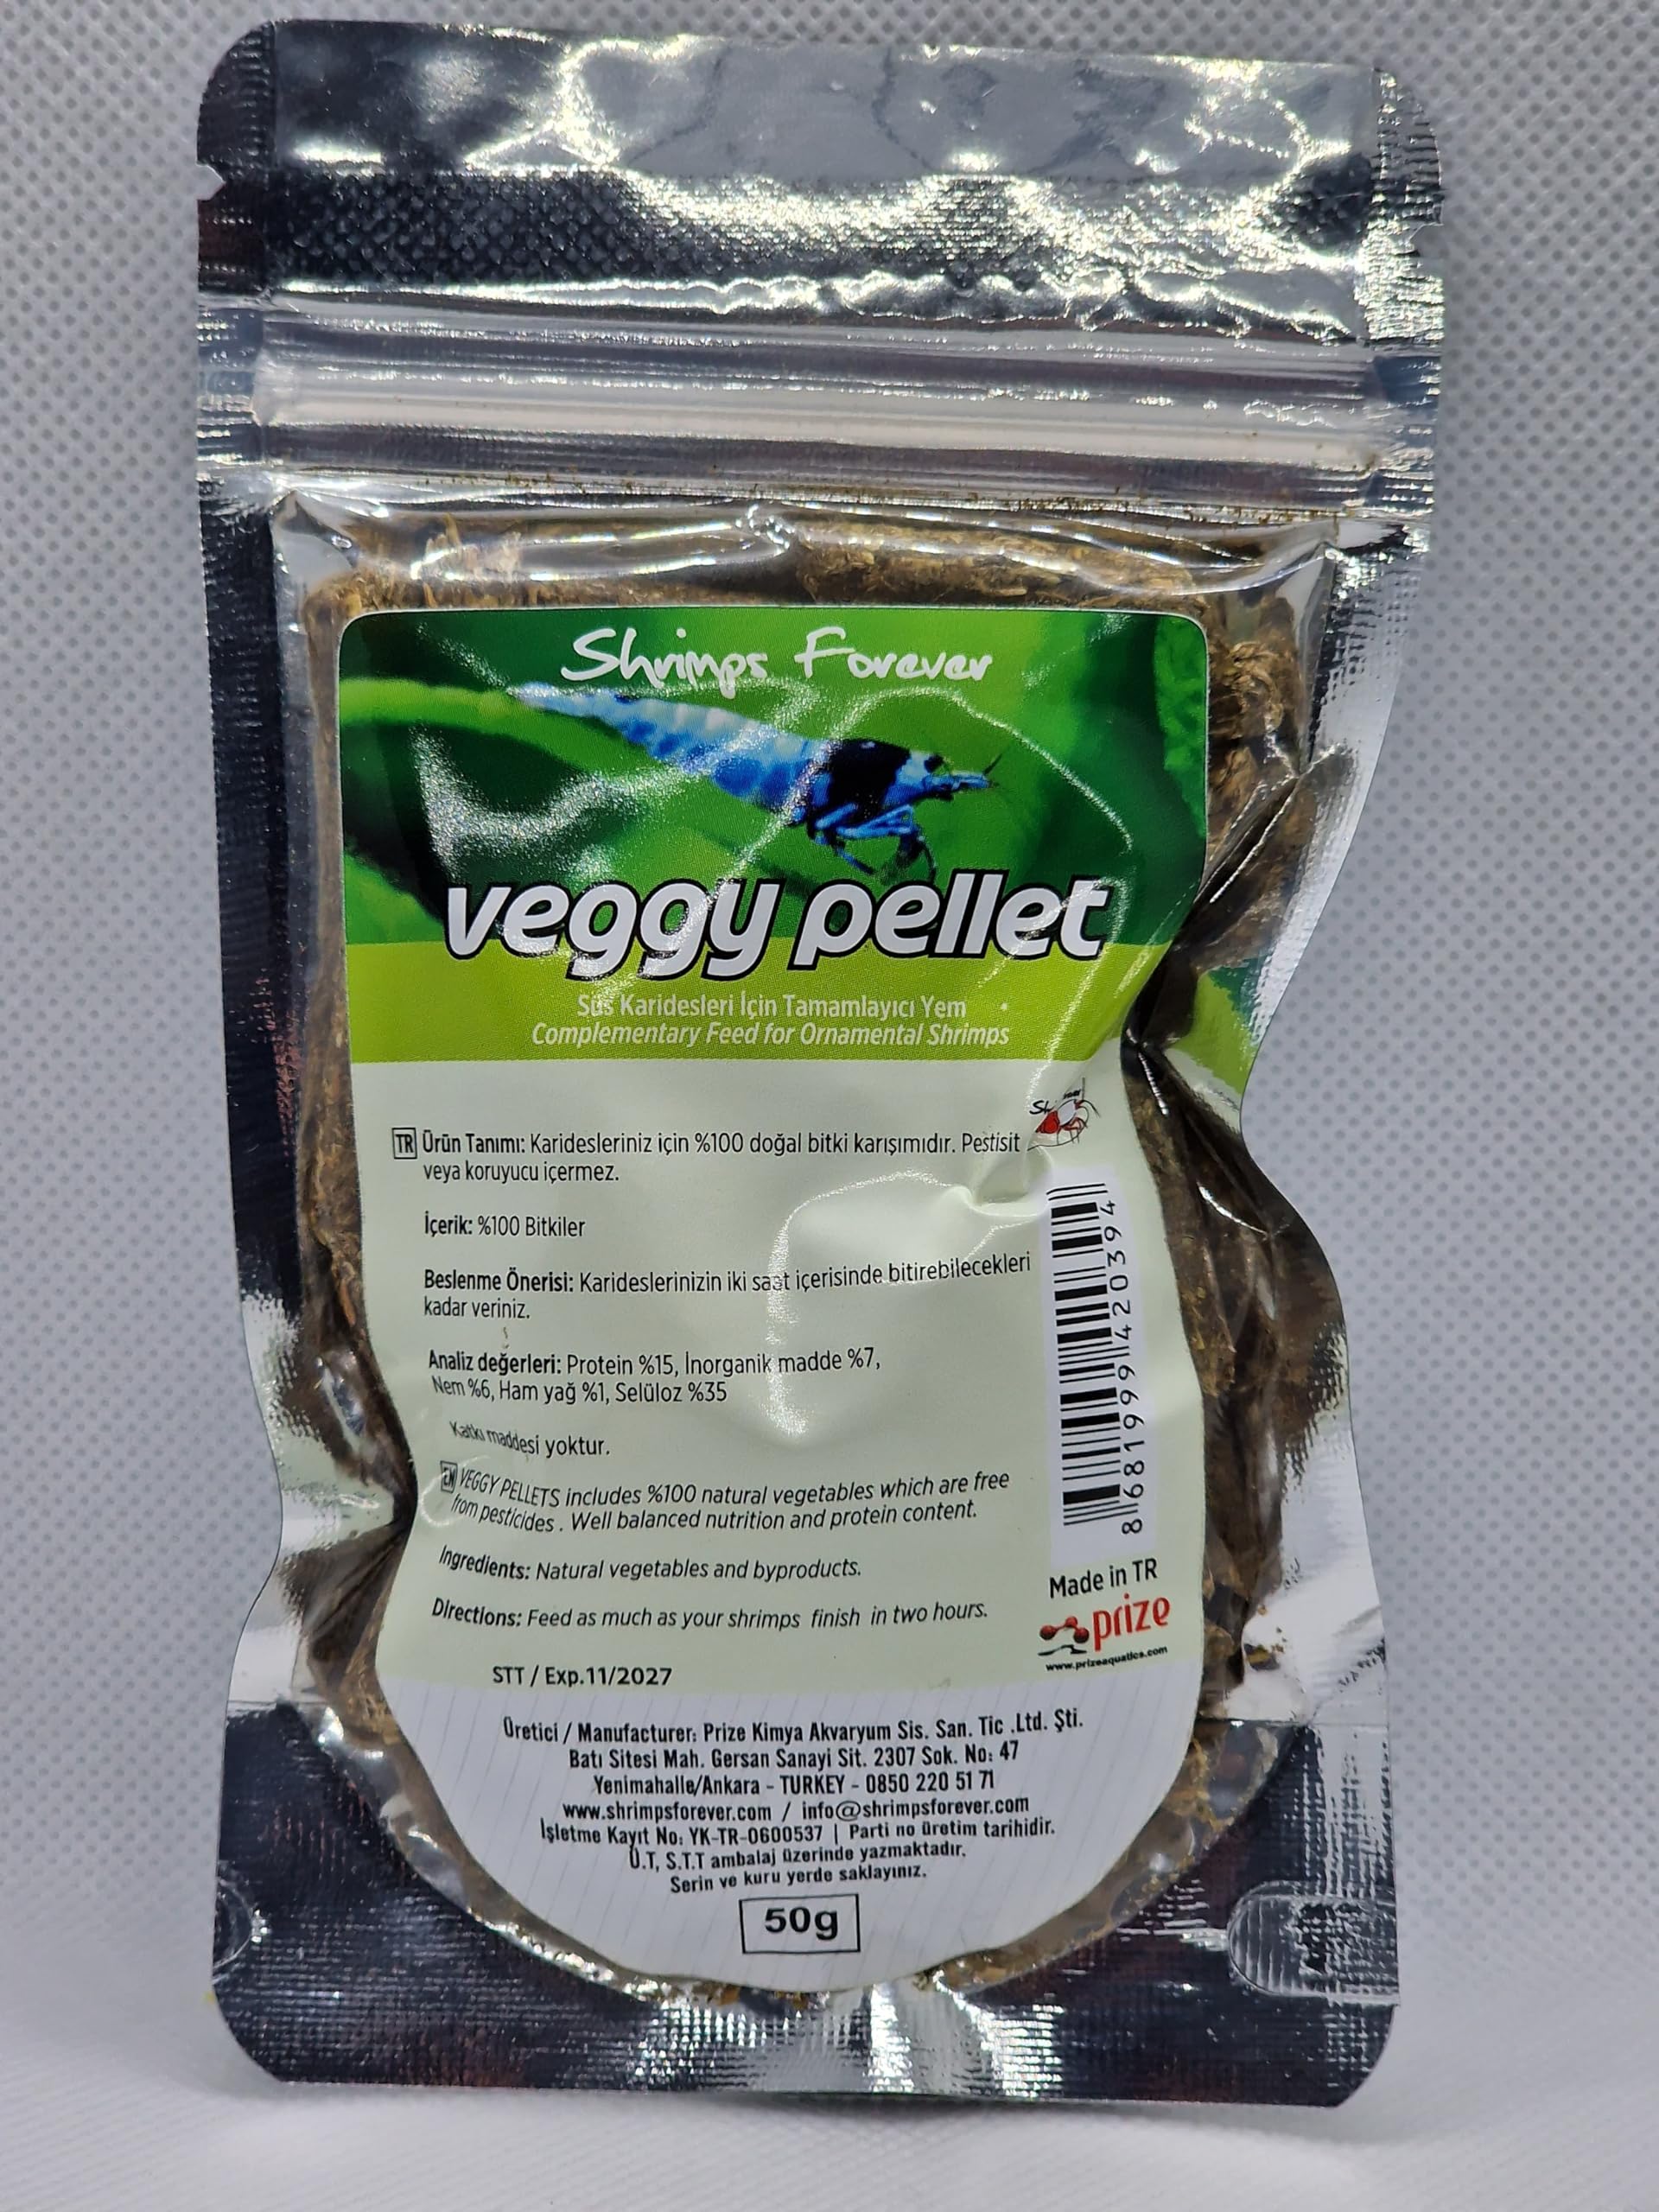 Shrimps Forever
veggy pellet
Süs Karidesleri İçin Tamamlayıcı Yem
Complementary Feed for Ornamental Shrimps
TR Ürün Tanımı: Karidesleriniz için %100 doğal bitki karışımıdır. Pestisit
veya koruyucu içermez.
İçerik: %100 Bitkiler
Beslenme Önerisi: Karideslerinizin iki saat içerisinde bitirebilecekleri
kadar veriniz.
Analiz değerleri: Protein %15, İnorganik madde %7,
Nem %6, Ham yağ %1, Selüloz %35
Katkı maddesi yoktur.
EN VEGGY PELLETS includes %100 natural vegetables which are free
from pesticides . Well balanced nutrition and protein content.
Ingredients: Natural vegetables and byproducts.
Directions: Feed as much as your shrimps finish in two hours.
8681999420394
Made in TR
prize
www.prizeaquatics.com
STT / Exp.11/2027
Üretici / Manufacturer: Prize Kimya Akvaryum Sis. San. Tic .Ltd. Şti.
Batı Sitesi Mah. Gersan Sanayi Sit. 2307 Sok. No: 47
Yenimahalle/Ankara - TURKEY - 0850 220 51 71
www.shrimpsforever.com / info@shrimpsforever.com
İşletme Kayıt No: YK-TR-0600537 | Parti no üretim tarihidir.
Ü.T, S.T.T ambalaj üzerinde yazmaktadır.
Serin ve kuru yerde saklayınız.
50g